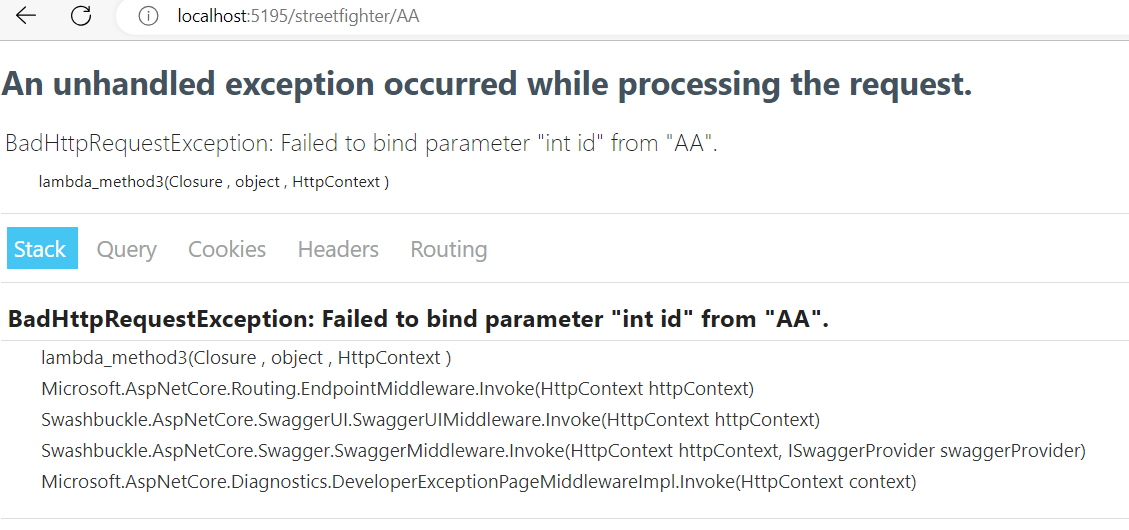 localhost:5195/streetfighter/AA
An unhandled exception occurred while processing the request.
BadHttpRequestException: Failed to bind parameter "int id" from "AA".
lambda_method3(Closure , object , HttpContext )
Stack Query Cookies Headers Routing
BadHttpRequestException: Failed to bind parameter "int id" from "AA".
lambda_method3(Closure , object , HttpContext )
Microsoft.AspNetCore.Routing.EndpointMiddleware.Invoke(HttpContext httpContext)
Swashbuckle.AspNetCore.SwaggerUI.SwaggerUIMiddleware.Invoke(HttpContext httpContext)
Swashbuckle.AspNetCore.Swagger.SwaggerMiddleware.Invoke(HttpContext httpContext, ISwaggerProvider swaggerProvider)
Microsoft.AspNetCore.Diagnostics.DeveloperExceptionPageMiddlewareImpl.Invoke(HttpContext context)